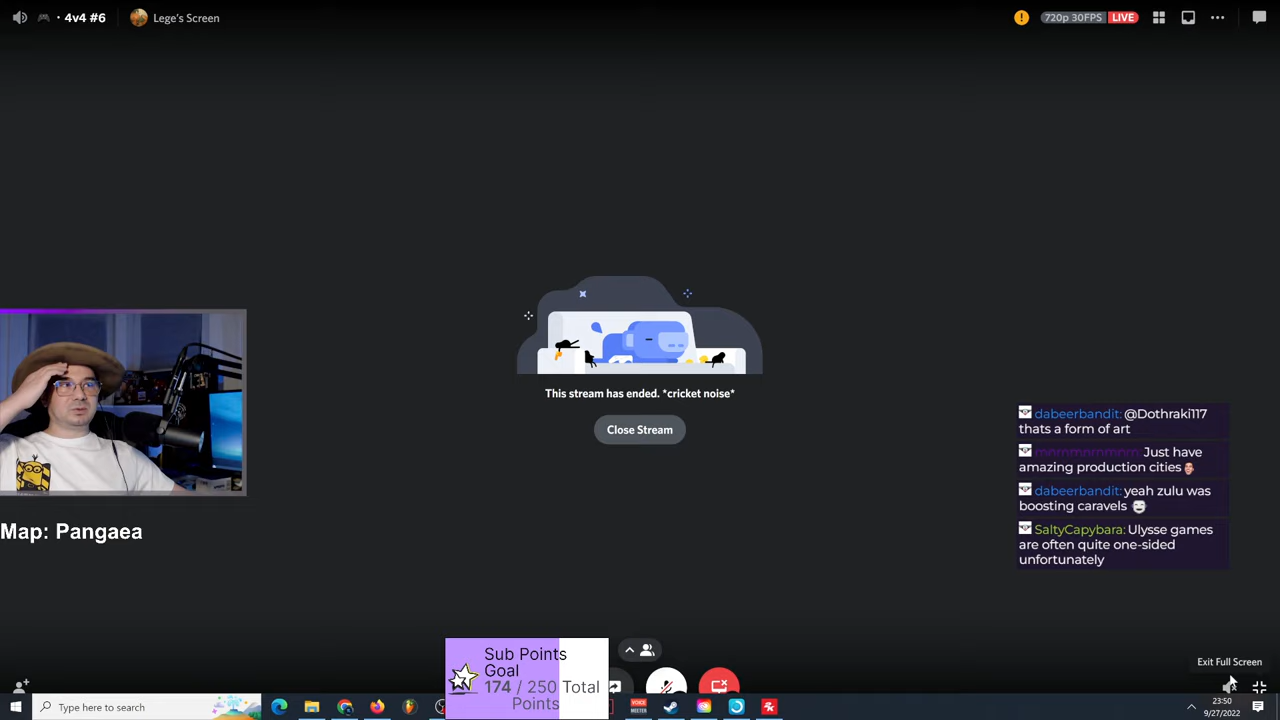 4v4 #6
Lege's Screen
720p 30FPS
LIVE
This stream has ended. *cricket noise*
Close Stream
dabeerbandit: @Dothraki117
thats a form of art
mnmnmnmnmnm: Just have
amazing production cities
dabeerbandit: yeah zulu was
boosting caravels
SaltyCapybara: Ulysse games
are often quite one-sided
unfortunately
Map: Pangaea
Sub Points
Goal
174 / 250 Total
Points
Exit Full Screen
Type here to search
VOICE
MEETER
23:50
9/27/2022